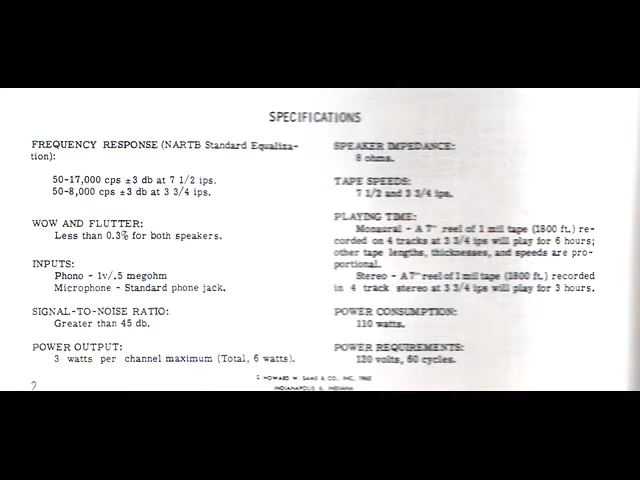 SPECIFICATIONS
FREQUENCY RESPONSE (NARTB Standard Equaliza-
tion):
50-17,000 cps ±3 db at 7 1/2 ips.
50-8,000 cps ±3 db at 3 3/4 ips.
WOW AND FLUTTER:
Less than 0.3% for both speakers.
INPUTS:
Phono - 1v/.5 megohm
Microphone - Standard phone jack.
SIGNAL-TO-NOISE RATIO:
Greater than 45 db.
POWER OUTPUT:
3 watts per channel maximum (Total, 6 watts).
2
SPEAKER IMPEDANCE:
8 ohms.
TAPE SPEEDS:
7 1/2 and 3 3/4 ips.
PLAYING TIME:
Monaural - A 7" reel of 1 mil tape (1800 ft.) re-
corded on 4 tracks at 3 3/4 ips will play for 6 hours;
other tape lengths, thicknesses, and speeds are pro-
portional.
Stereo - A 7" reel of 1 mil tape (1800 ft.) recorded
in 4 track stereo at 3 3/4 ips will play for 3 hours.
POWER CONSUMPTION:
110 watts.
POWER REQUIREMENTS:
120 volts, 60 cycles.
© HOWARD W. SAMS & CO., INC. 1960
INDIANAPOLIS 6, INDIANA